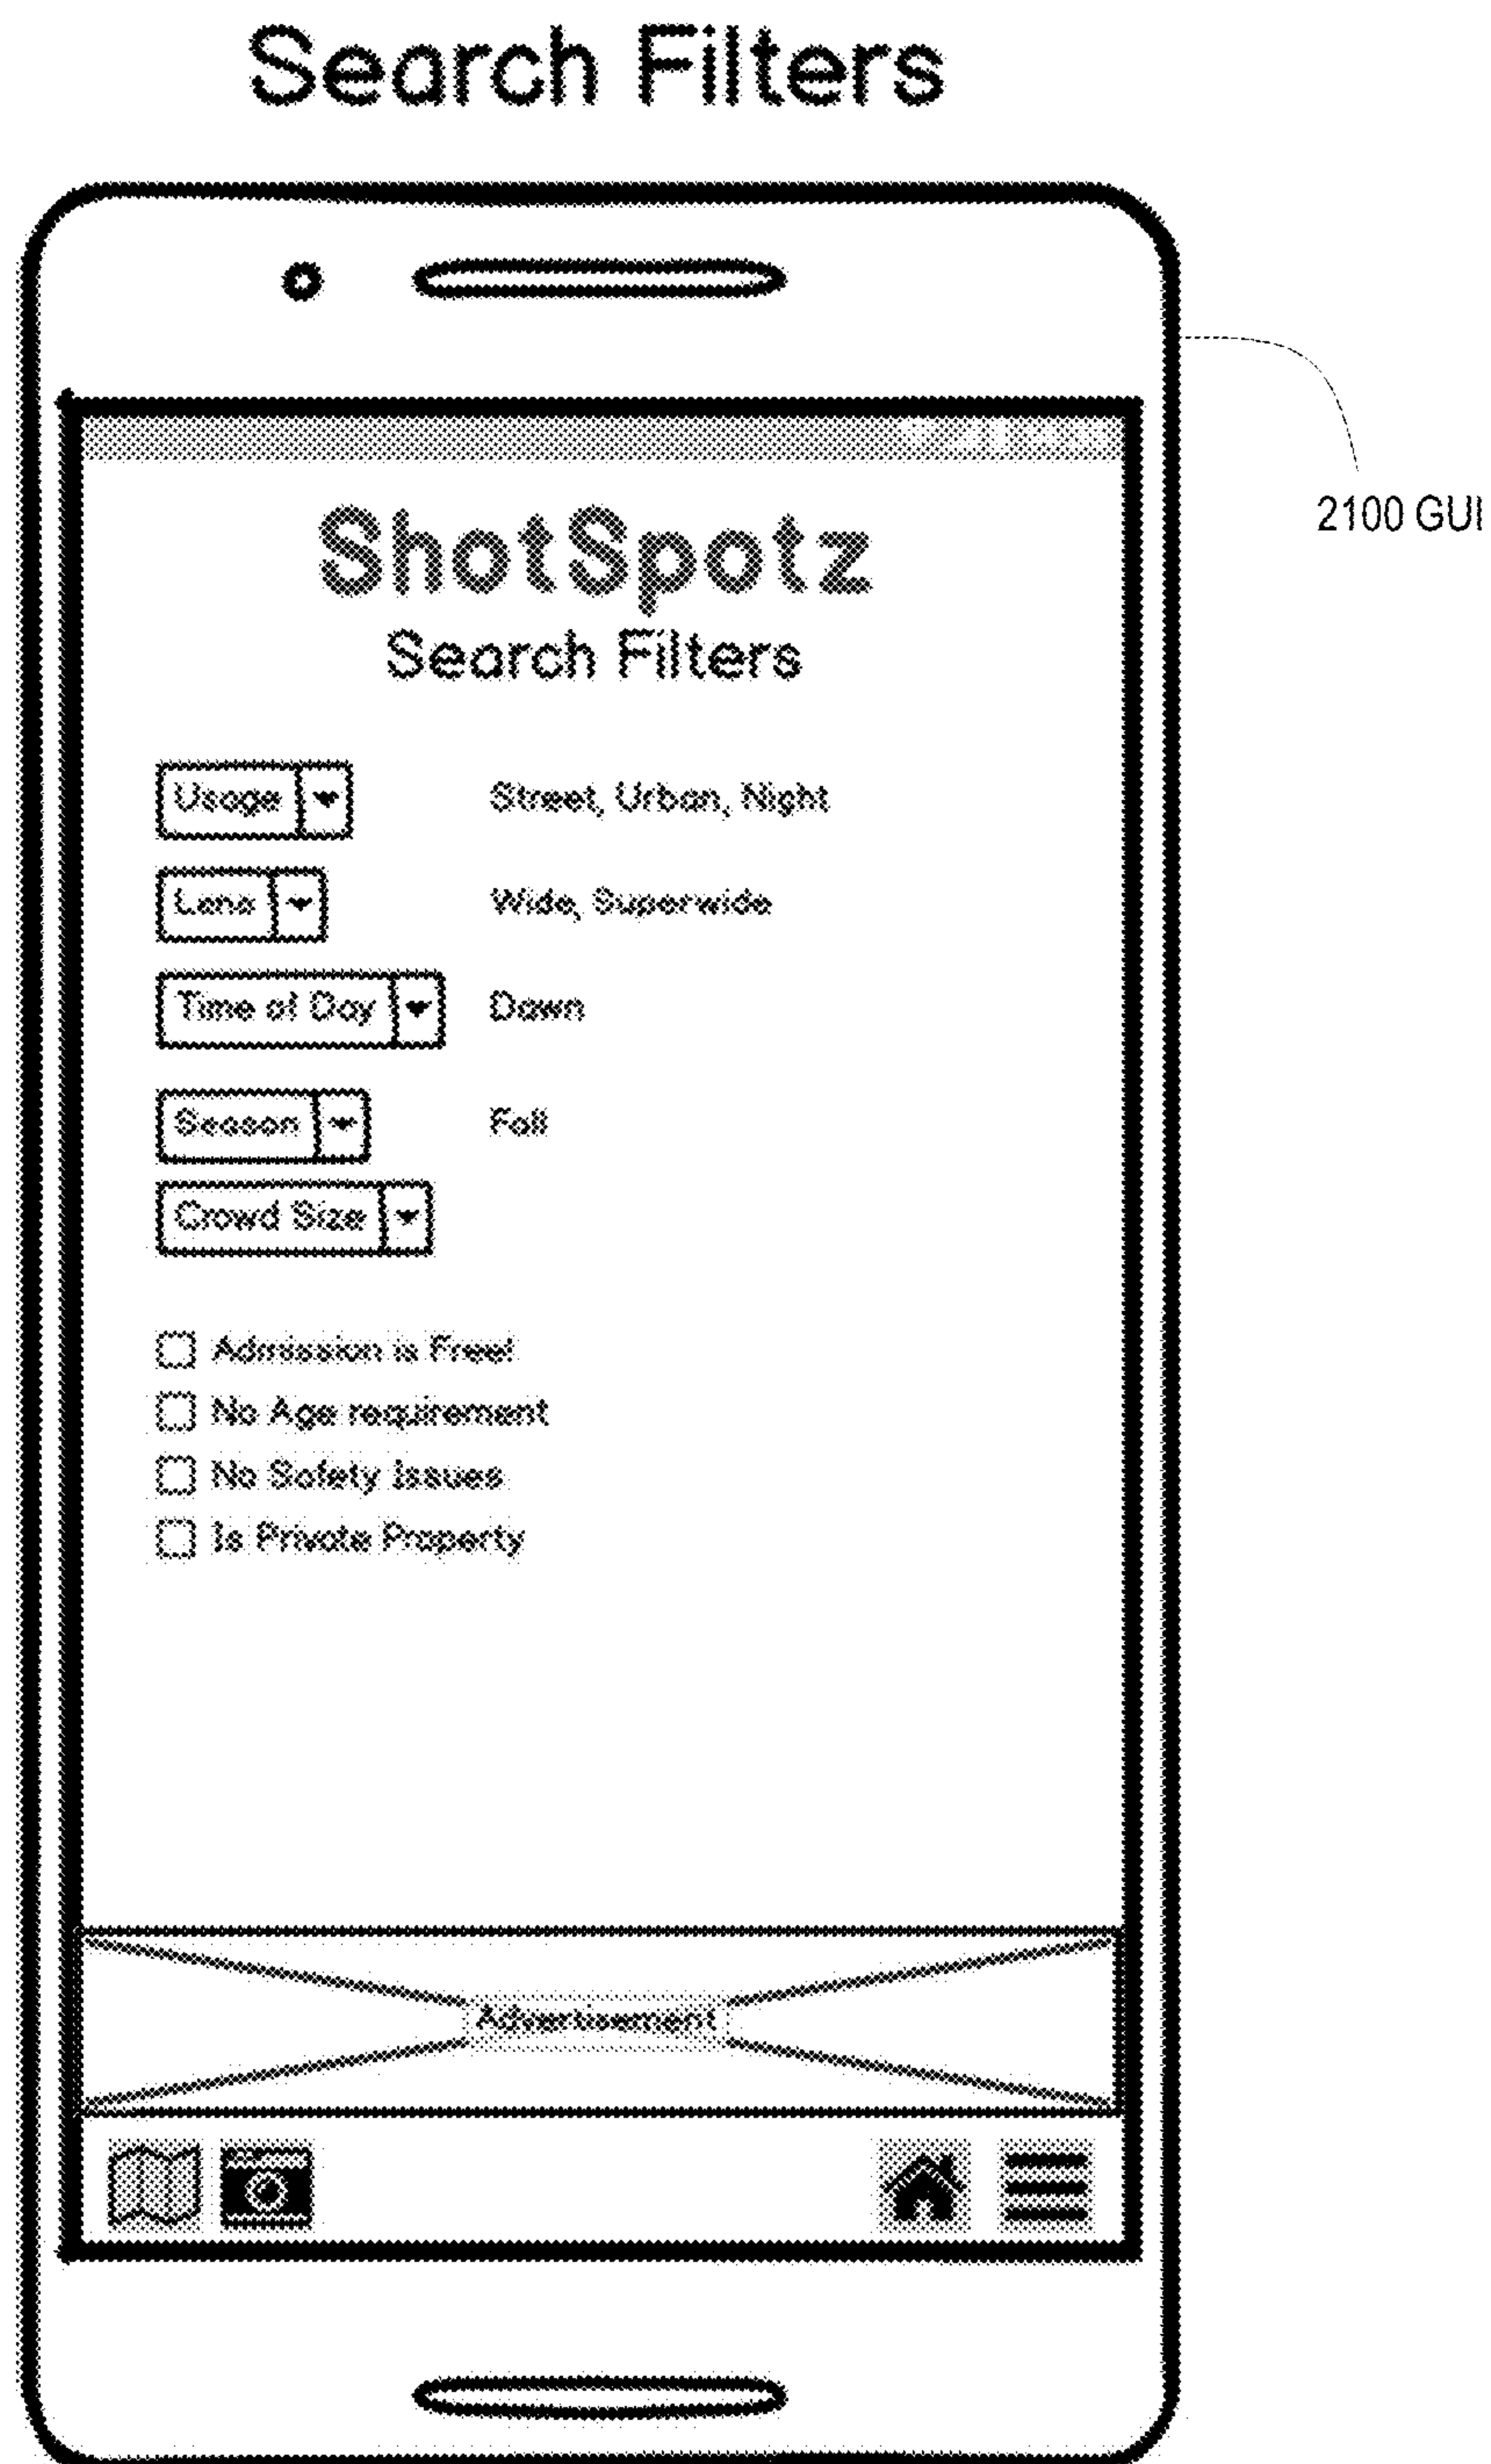 Search Filters
2100 GUI
ShotSpotz
Search Filters
Usage Street, Urban, Night
Lens Wide, Superwide
Time of Day Dawn
Season Fall
Crowd Size
Admission is Free!
No Age requirement
No Safety Issues
Is Private Property
Advertisement